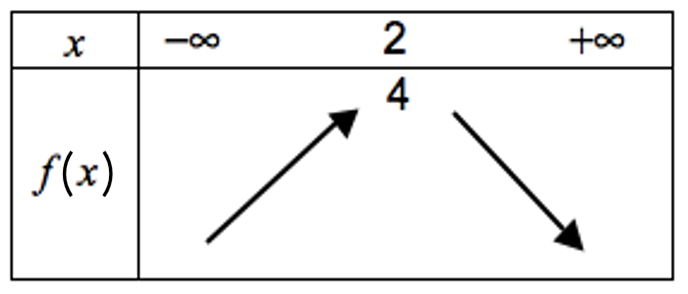 x −∞ 2 +∞
4
f(x)